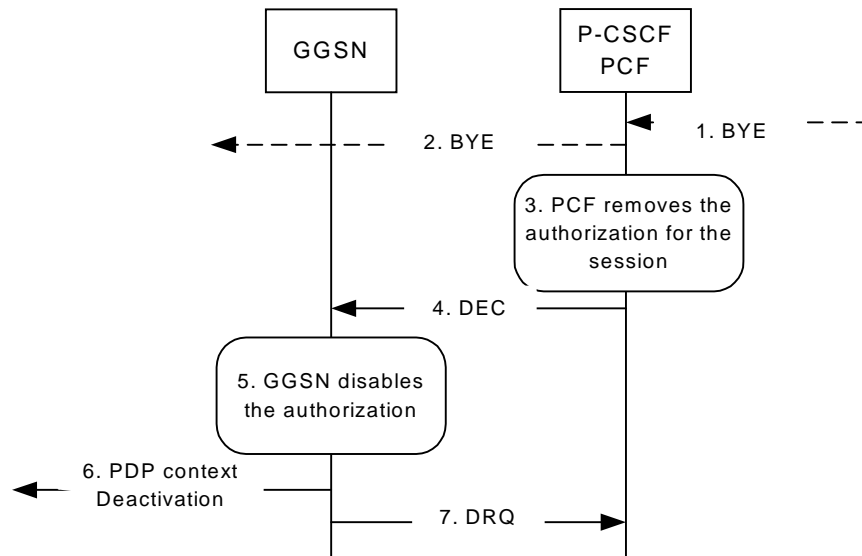 GGSN
P-CSCF
PCF
1. BYE
2. BYE
3. PCF removes the
authorization for the
session
4. DEC
5. GGSN disables
the authorization
6. PDP context
Deactivation
7. DRQ